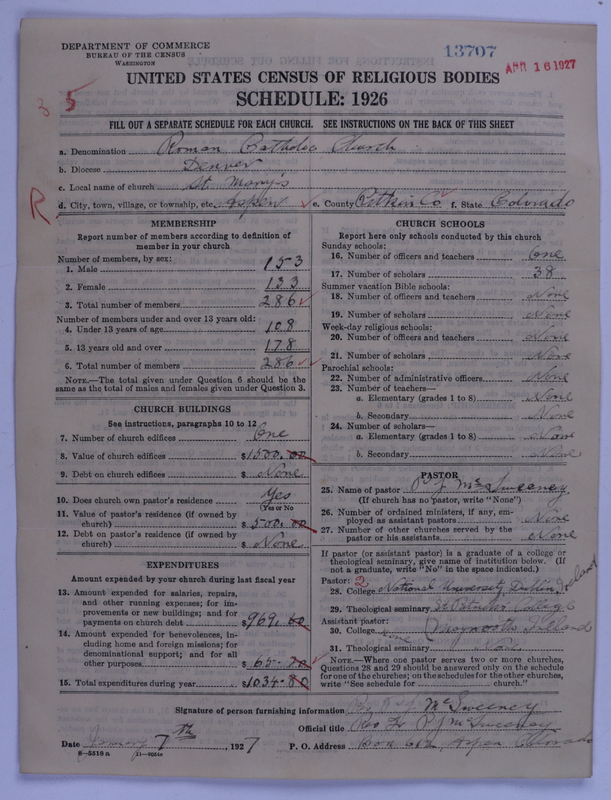 DEPARTMENT OF COMMERCE
BUREAU OF THE CENSUS
WASHINGTON
13707
APR 16 1927
UNITED STATES CENSUS OF RELIGIOUS BODIES
SCHEDULE: 1926
3 5
FILL OUT A SEPARATE SCHEDULE FOR EACH CHURCH. SEE INSTRUCTIONS ON THE BACK OF THIS SHEET
a. Denomination Roman Catholic Church
b. Diocese Denver
c. Local name of church St. Mary's
R
d. City, town, village, or township, etc. Aspen e. County Pitkin Co f. State Colorado
MEMBERSHIP
Report number of members according to definition of
member in your church
Number of members, by sex:
1. Male 153
2. Female 133
3. Total number of members 286
Number of members under and over 13 years old:
4. Under 13 years of age 108
5. 13 years old and over 178
6. Total number of members 286
NOTE.—The total given under Question 6 should be
same as the total of males and females given under Question 3.
CHURCH BUILDINGS
See instructions, paragraphs 10 to 12
7. Number of church edifices One
8. Value of church edifices $1500.00
9. Debt on church edifices $ None
10. Does church own pastor's residence Yes
(Yes or No
11. Value of pastor's residence (if owned by
church) $500.00
12. Debt on pastor's residence (if owned by
church) $ None
EXPENDITURES
Amount expended by your church during last fiscal year
13. Amount expended for salaries, repairs,
and other running expenses; for im-
provements or new buildings; and for
payments on church debt $969.60
14. Amount expended for benevolences, in-
cluding home and foreign missions; for
denominational support; and for all
other purposes $65.20
15. Total expenditures during year $1034.80
CHURCH SCHOOLS
Report here only schools conducted by this church
Sunday schools:
16. Number of officers and teachers One
17. Number of scholars 38
Summer vacation Bible schools:
18. Number of officers and teachers None
19. Number of scholars None
Week-day religious schools:
20. Number of officers and teachers None
21. Number of scholars None
Parochial schools:
22. Number of administrative officers None
23. Number of teachers—
a. Elementary (grades 1 to 8) None
b. Secondary None
24. Number of scholars—
a. Elementary (grades 1 to 8) None
b. Secondary None
PASTOR
25. Name of pastor P J McSweeney
(If church has no pastor, write "None")
26. Number of ordained ministers, if any, em-
ployed as assistant pastors None
27. Number of other churches served by the
pastor or his assistants None
If pastor (or assistant pastor) is a graduate of a college or
theological seminary, give name of institution below. (If
not a graduate, write "No" in the space indicated.)
Pastor: 2
28. College National University Dublin Ireland
29. Theological seminary St Patricks College
Assistant pastor:
30. College None Maynooth Ireland
31. Theological seminary None
NOTE.—Where one pastor serves two or more churches,
Questions 28 and 29 should be answered only on the schedule
for one of the churches; on the schedules for the other churches,
write "See schedule for church."
Signature of person furnishing information McSweeney
Official title P J McSweeney
Date January 7th, 1927 P. O. Address Box Aspen Colorado
8—5518a